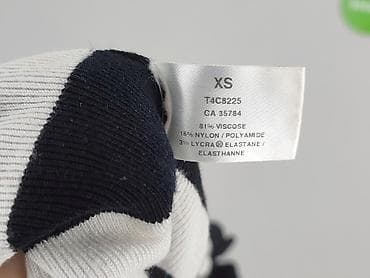 XS
T4C8225
CA 35784
81% VISCOSE
16% NYLON / POLYAMIDE
3% LYCRA® ELASTANE /
ELASTHANNE